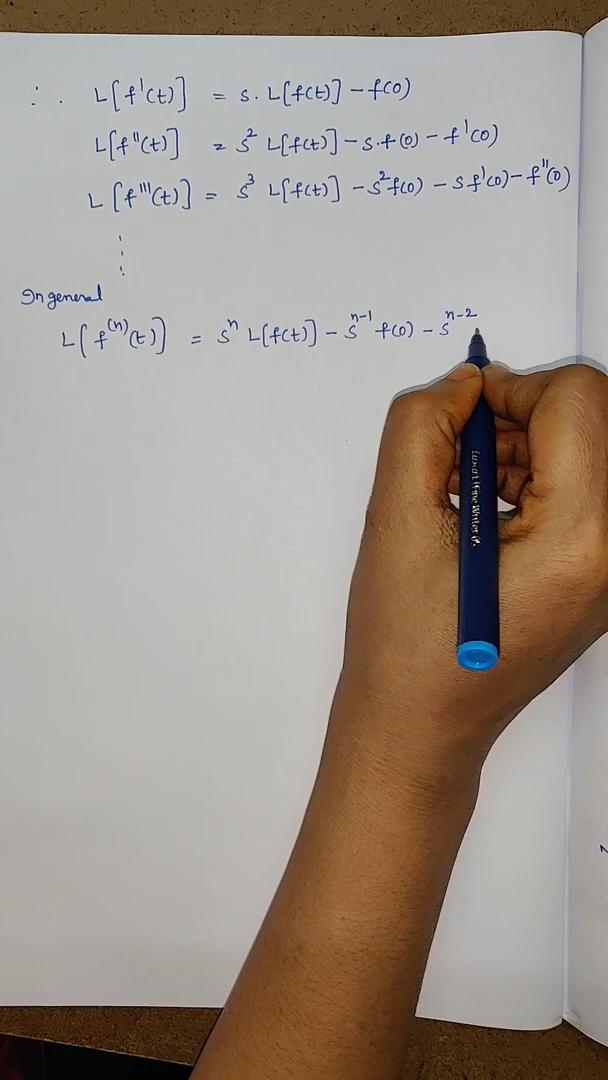 ∴ L[f'(t)] = s. L[f(t)] - f(0)
L[f''(t)] = s² L[f(t)] - s.f(0) - f'(0)
L[f'''(t)] = s³ L[f(t)] - s²f(0) - sf'(0) - f''(0)
In general
L[f⁽ⁿ⁾(t)] = sⁿ L[f(t)] - sⁿ⁻¹ f(0) - sⁿ⁻²